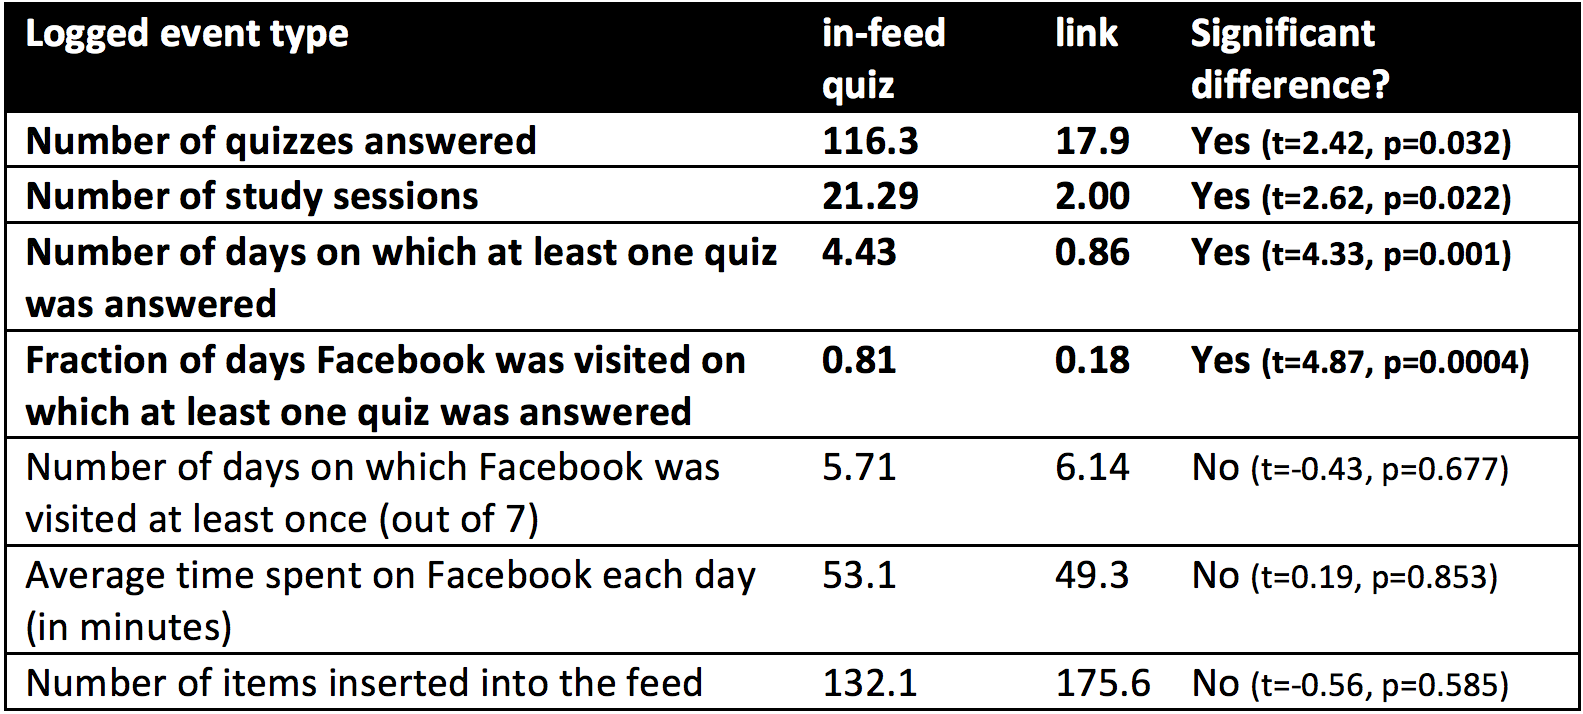 Logged event type in-feed link Significant
quiz difference?
Number of quizzes answered 116.3 17.9 Yes (t=2.42, p=0.032)
Number of study sessions 21.29 2.00 Yes (t=2.62, p=0.022)
Number of days on which at least one quiz 4.43 0.86 Yes (t=4.33, p=0.001)
was answered
Fraction of days Facebook was visited on 0.81 0.18 Yes (t=4.87, p=0.0004)
which at least one quiz was answered
Number of days on which Facebook was 5.71 6.14 No (t=-0.43, p=0.677)
visited at least once (out of 7)
Average time spent on Facebook each day 53.1 49.3 No (t=0.19, p=0.853)
(in minutes)
Number of items inserted into the feed 132.1 175.6 No (t=-0.56, p=0.585)